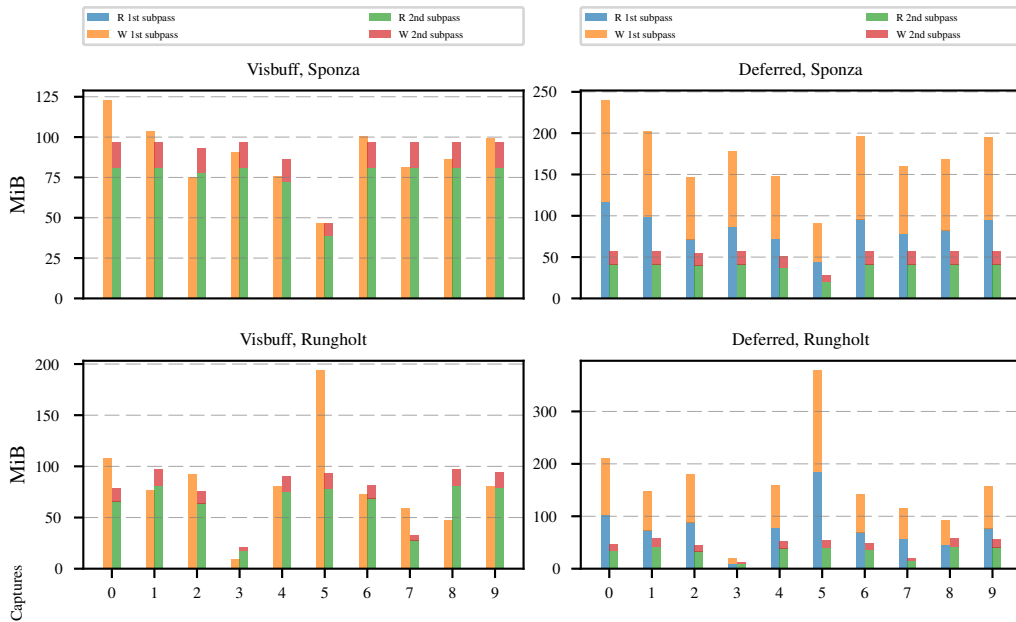 R 1st subpass
W 1st subpass
R 2nd subpass
W 2nd subpass
R 1st subpass
W 1st subpass
R 2nd subpass
W 2nd subpass
Visbuff, Sponza
125
100
75
50
25
0
MiB
Deferred, Sponza
250
200
150
100
50
0
Visbuff, Rungholt
200
150
100
50
0
MiB
0 1 2 3 4 5 6 7 8 9
Captures
Deferred, Rungholt
300
200
100
0
0 1 2 3 4 5 6 7 8 9